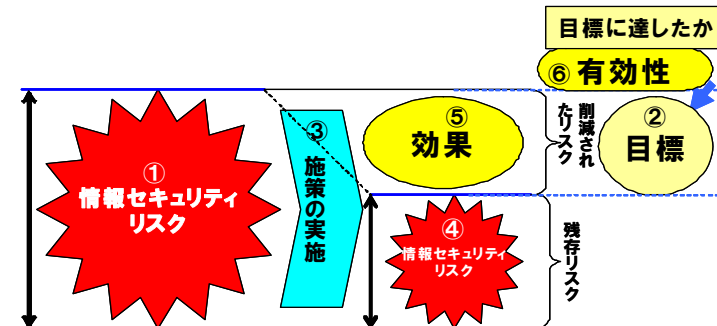 目標に達したか
⑥有効性
①
情報セキュリティ
リスク
③
施策の実施
⑤
効果
削減され
たリスク
②
目標
④
情報セキュリティ
リスク
残存リスク